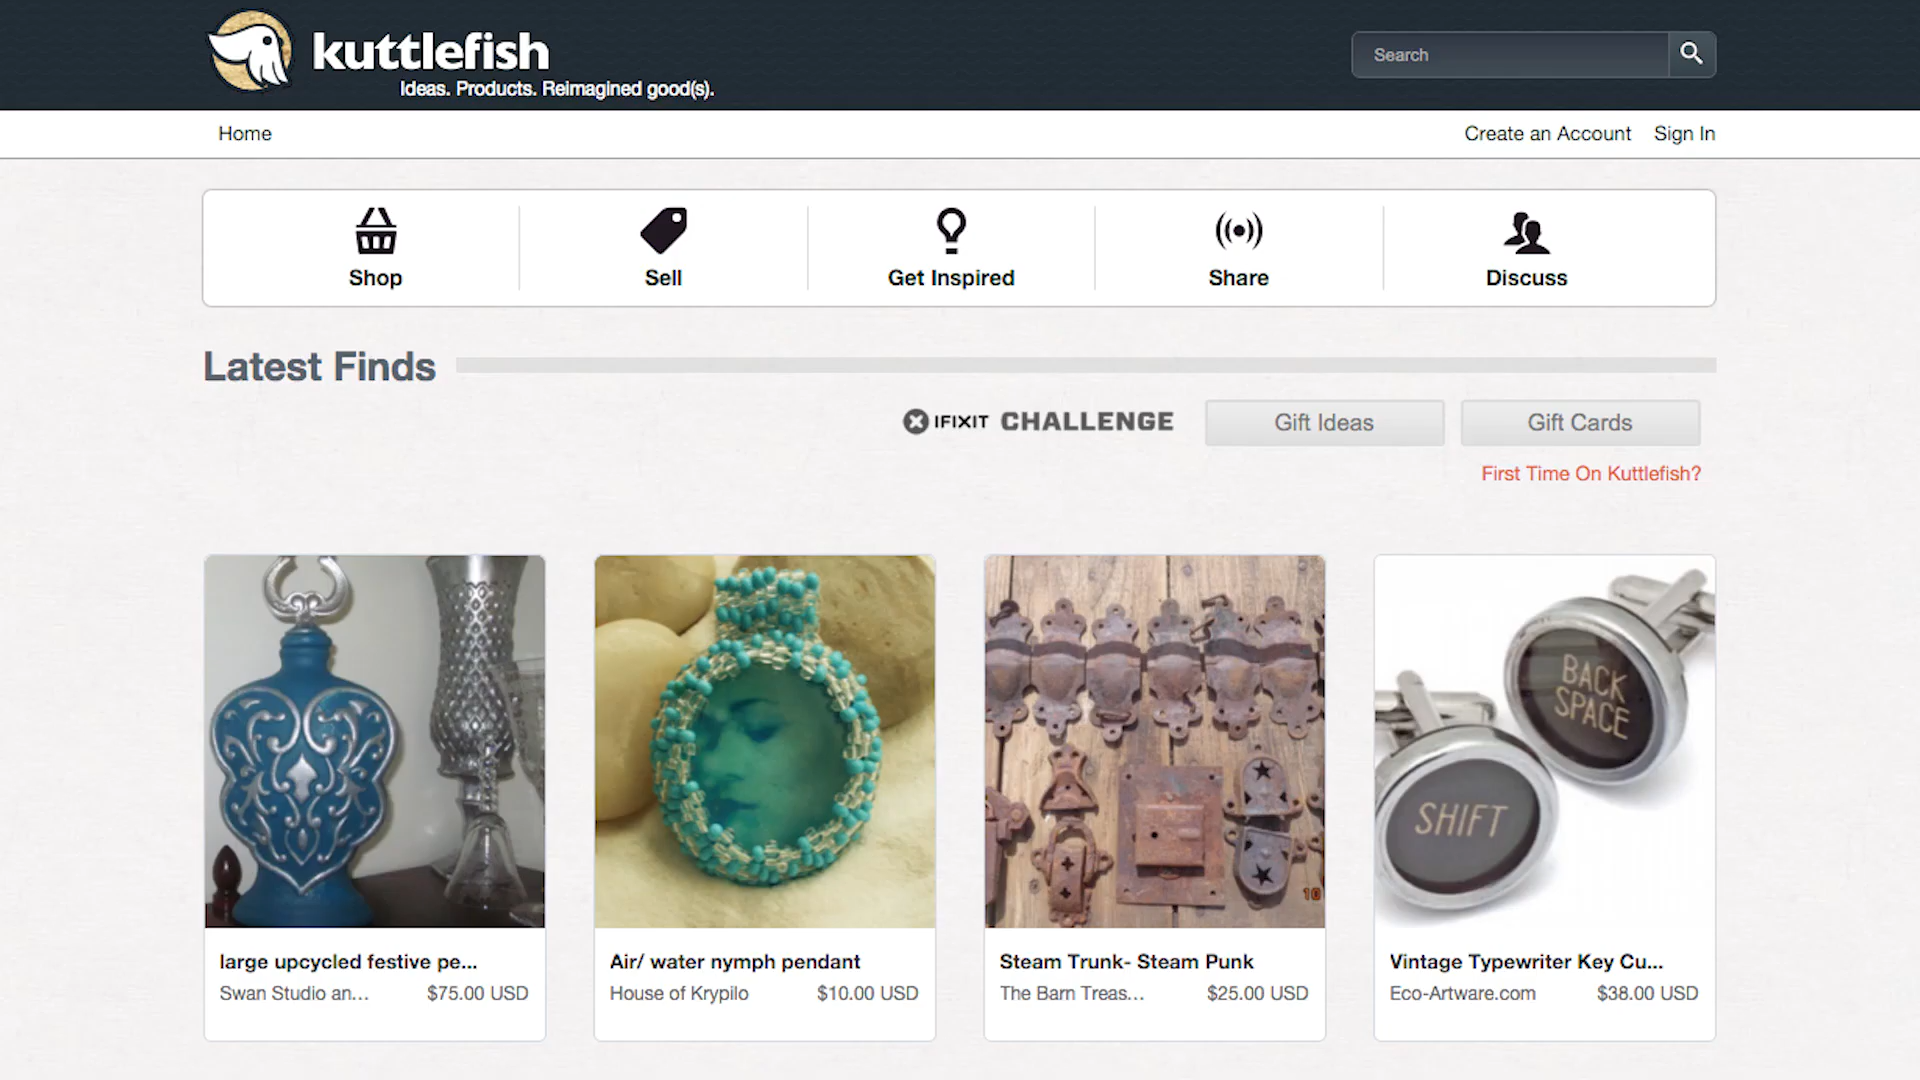 kuttlefish
Ideas. Products. Reimagined good(s).
Search
Home
Create an Account
Sign In
Shop
Sell
Get Inspired
Share
Discuss
Latest Finds
IFIXIT CHALLENGE
Gift Ideas
Gift Cards
First Time On Kuttlefish?
BACK
SPACE
SHIFT
10
large upcycled festive pe...
Swan Studio an... $75.00 USD
Air/ water nymph pendant
House of Krypilo $10.00 USD
Steam Trunk- Steam Punk
The Barn Treas... $25.00 USD
Vintage Typewriter Key Cu...
Eco-Artware.com $38.00 USD